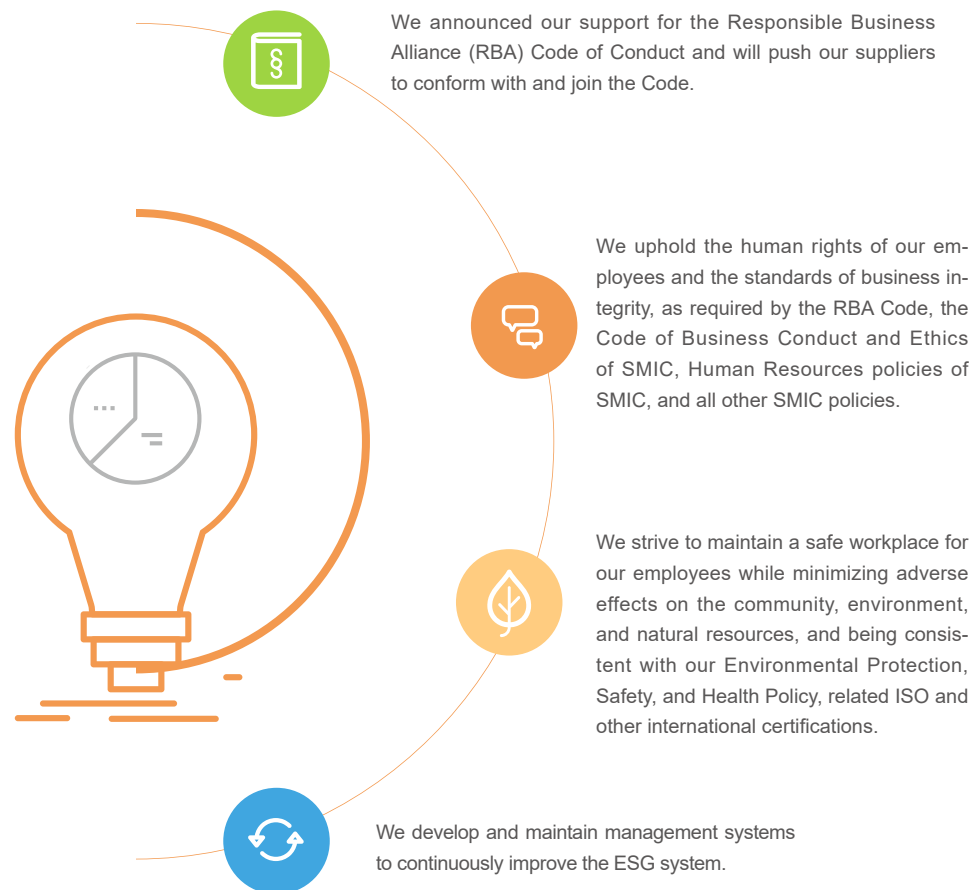 We announced our support for the Responsible Business
Alliance (RBA) Code of Conduct and will push our suppliers
to conform with and join the Code.
§
We uphold the human rights of our em-
ployees and the standards of business in-
tegrity, as required by the RBA Code, the
Code of Business Conduct and Ethics
of SMIC, Human Resources policies of
SMIC, and all other SMIC policies.
We strive to maintain a safe workplace for
our employees while minimizing adverse
effects on the community, environment,
and natural resources, and being consis-
tent with our Environmental Protection,
Safety, and Health Policy, related ISO and
other international certifications.
We develop and maintain management systems
to continuously improve the ESG system.